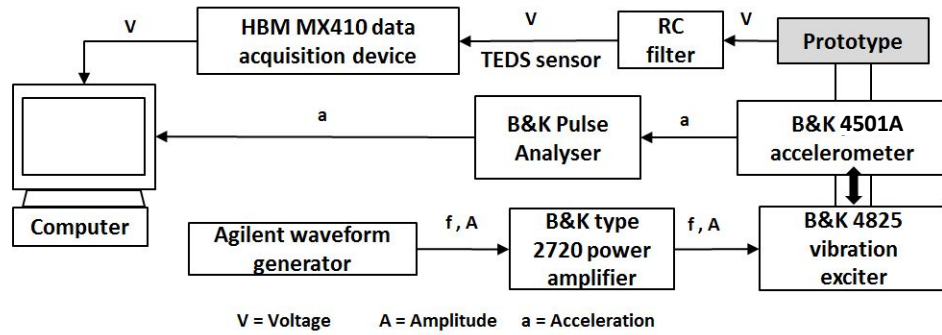 V
HBM MX410 data
acquisition device
V
TEDS sensor
RC
filter
V
Prototype
a
B&K Pulse
Analyser
a
B&K 4501A
accelerometer
Computer
Agilent waveform
generator
f , A
B&K type
2720 power
amplifier
f , A
B&K 4825
vibration
exciter
V = Voltage A = Amplitude a = Acceleration